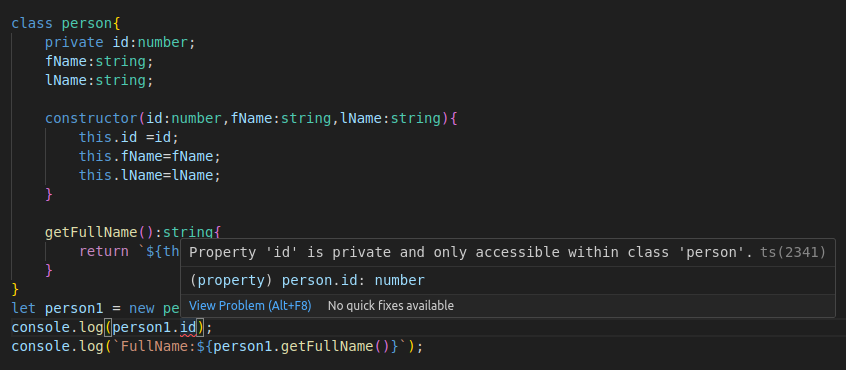 class person{
    private id:number;
    fName:string;
    lName:string;

    constructor(id:number,fName:string,lName:string){
        this.id =id;
        this.fName=fName;
        this.lName=lName;
    }

    getFullName():string{
        return `${th
Property 'id' is private and only accessible within class 'person'. ts(2341)
    }
(property) person.id: number
}
View Problem (Alt+F8) No quick fixes available
let person1 = new pe
console.log(person1.id);
console.log(`FullName:${person1.getFullName()}`);